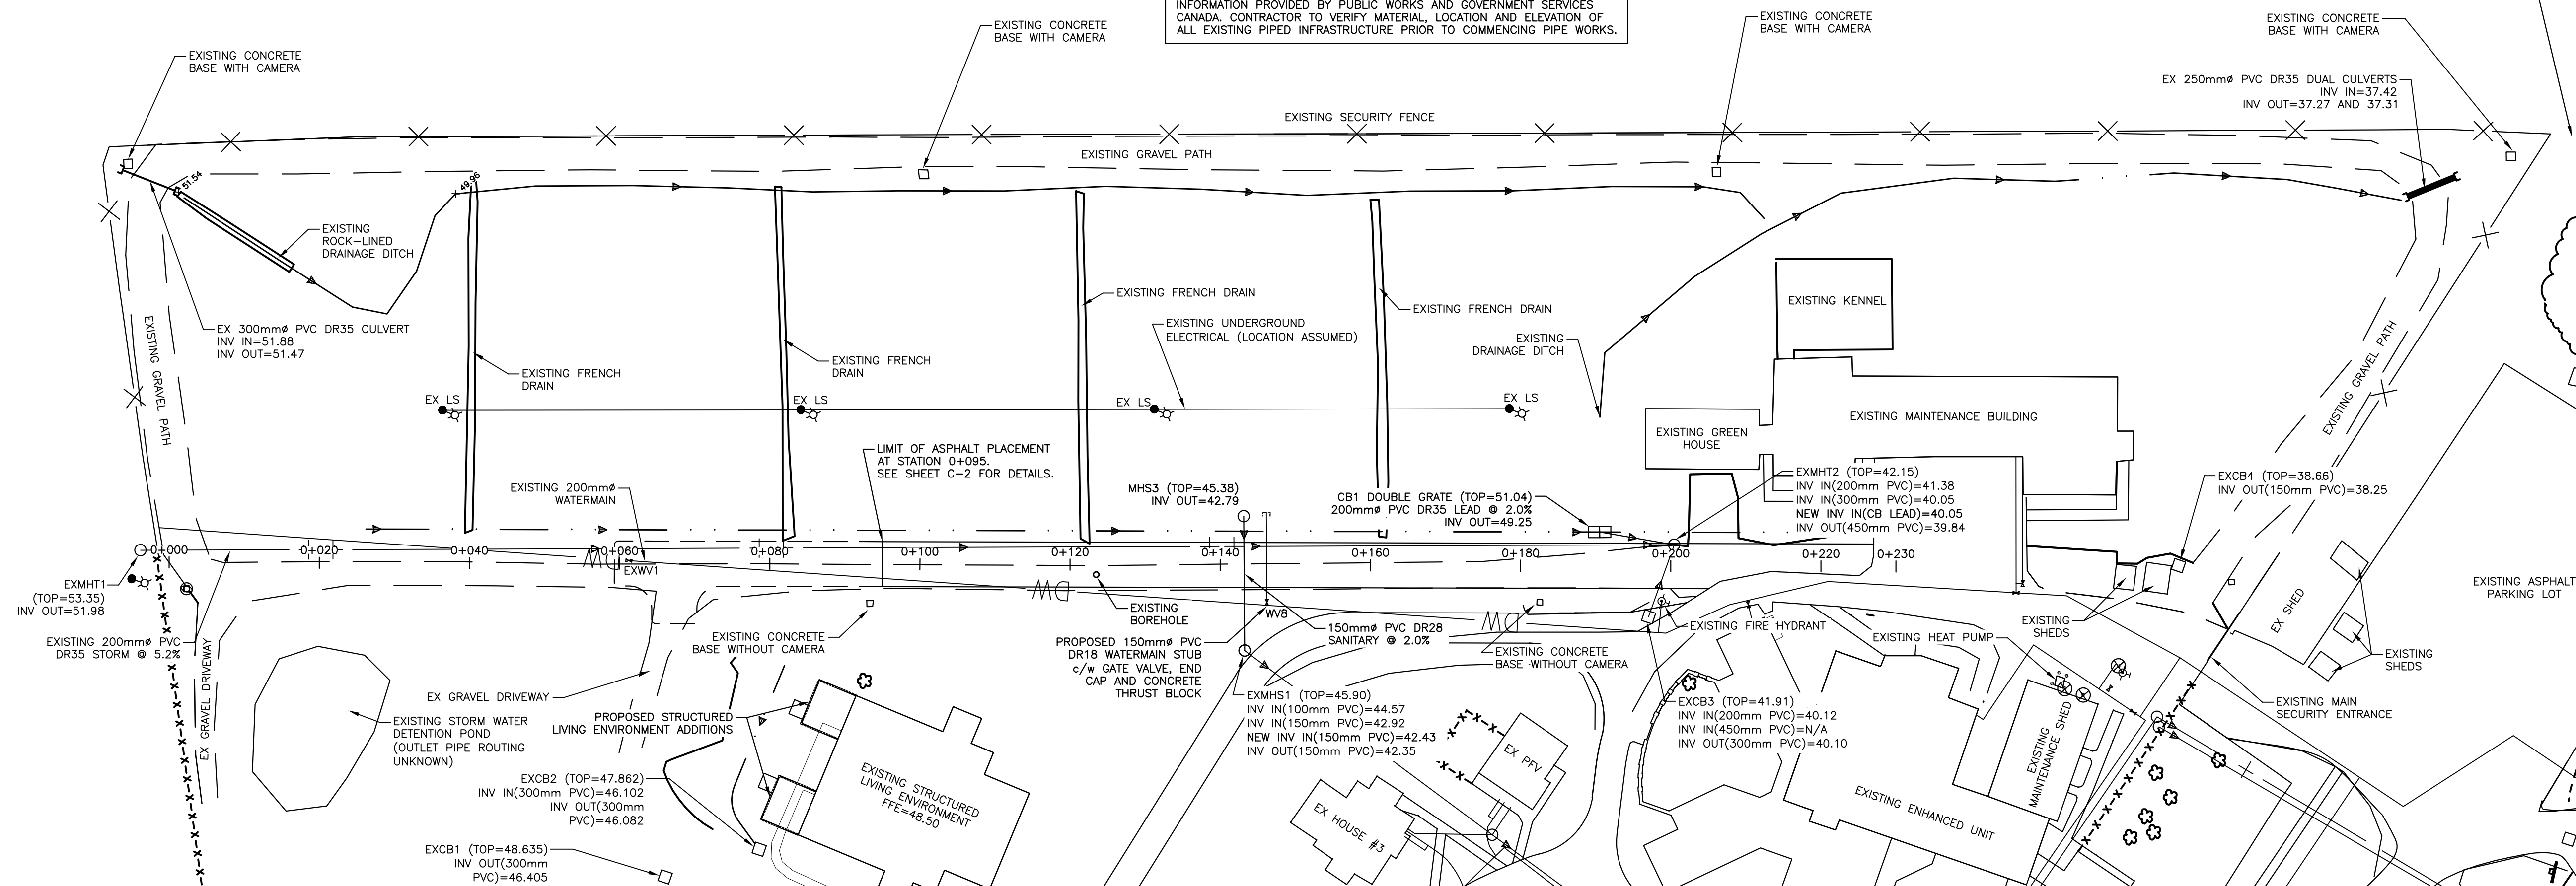 INFORMATION PROVIDED BY PUBLIC WORKS AND GOVERNMENT SERVICES
CANADA. CONTRACTOR TO VERIFY MATERIAL, LOCATION AND ELEVATION OF
ALL EXISTING PIPED INFRASTRUCTURE PRIOR TO COMMENCING PIPE WORKS.
EXISTING CONCRETE
BASE WITH CAMERA
EXISTING CONCRETE
BASE WITH CAMERA
EXISTING CONCRETE
BASE WITH CAMERA
EXISTING CONCRETE
BASE WITH CAMERA
EX 250mmø PVC DR35 DUAL CULVERTS
INV IN=37.42
INV OUT=37.27 AND 37.31
EXISTING SECURITY FENCE
EXISTING GRAVEL PATH
51.54
49.96
EXISTING
ROCK-LINED
DRAINAGE DITCH
EX 300mmø PVC DR35 CULVERT
INV IN=51.88
INV OUT=51.47
EXISTING GRAVEL PATH
EXISTING FRENCH
DRAIN
EXISTING FRENCH
DRAIN
EXISTING FRENCH DRAIN
EXISTING UNDERGROUND
ELECTRICAL (LOCATION ASSUMED)
EXISTING FRENCH DRAIN
EXISTING
DRAINAGE DITCH
EXISTING KENNEL
EXISTING GRAVEL PATH
EX LS
EX LS
EX LS
EX LS
EXISTING MAINTENANCE BUILDING
EXISTING GREEN
HOUSE
LIMIT OF ASPHALT PLACEMENT
AT STATION 0+095.
SEE SHEET C-2 FOR DETAILS.
EXISTING 200mmø
WATERMAIN
MHS3 (TOP=45.38)
INV OUT=42.79
CB1 DOUBLE GRATE (TOP=51.04)
200mmø PVC DR35 LEAD @ 2.0%
INV OUT=49.25
EXMHT2 (TOP=42.15)
INV IN(200mm PVC)=41.38
INV IN(300mm PVC)=40.05
NEW INV IN(CB LEAD)=40.05
INV OUT(450mm PVC)=39.84
EXCB4 (TOP=38.66)
INV OUT(150mm PVC)=38.25
0+000
0+020
0+040
0+060
0+080
0+100
0+120
0+140
0+160
0+180
0+200
0+220
0+230
DW
EXWV1
DW
DW
WV8
EXMHT1
(TOP=53.35)
INV OUT=51.98
EXISTING 200mmø PVC
DR35 STORM @ 5.2%
EX GRAVEL DRIVEWAY
EXISTING STORM WATER
DETENTION POND
(OUTLET PIPE ROUTING
UNKNOWN)
EX GRAVEL DRIVEWAY
EXISTING CONCRETE
BASE WITHOUT CAMERA
PROPOSED STRUCTURED
LIVING ENVIRONMENT ADDITIONS
EXISTING
BOREHOLE
PROPOSED 150mmø PVC
DR18 WATERMAIN STUB
c/w GATE VALVE, END
CAP AND CONCRETE
THRUST BLOCK
150mmø PVC DR28
SANITARY @ 2.0%
EXISTING CONCRETE
BASE WITHOUT CAMERA
EXISTING FIRE HYDRANT
EXISTING HEAT PUMP
EXISTING
SHEDS
EX SHED
EXISTING
SHEDS
EXISTING ASPHALT
PARKING LOT
EXISTING MAIN
SECURITY ENTRANCE
EXMHS1 (TOP=45.90)
INV IN(100mm PVC)=44.57
INV IN(150mm PVC)=42.92
NEW INV IN(150mm PVC)=42.43
INV OUT(150mm PVC)=42.35
EXCB3 (TOP=41.91)
INV IN(200mm PVC)=40.12
INV IN(450mm PVC)=N/A
INV OUT(300mm PVC)=40.10
EXCB2 (TOP=47.862)
INV IN(300mm PVC)=46.102
INV OUT(300mm
PVC)=46.082
EXCB1 (TOP=48.635)
INV OUT(300mm
PVC)=46.405
EXISTING STRUCTURED
LIVING ENVIRONMENT
FFE=48.50
EX PFV
EX HOUSE #3
EXISTING
MAINTENANCE SHED
EXISTING ENHANCED UNIT